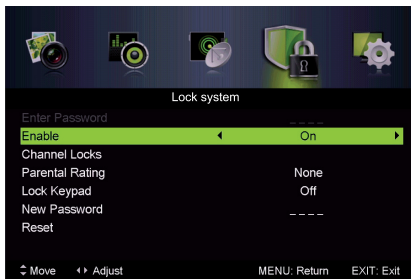 Lock system
Enter Password _ _ _ _
Enable On
Channel Locks
Parental Rating None
Lock Keypad Off
New Password _ _ _ _
Reset
Move Adjust MENU: Return EXIT: Exit